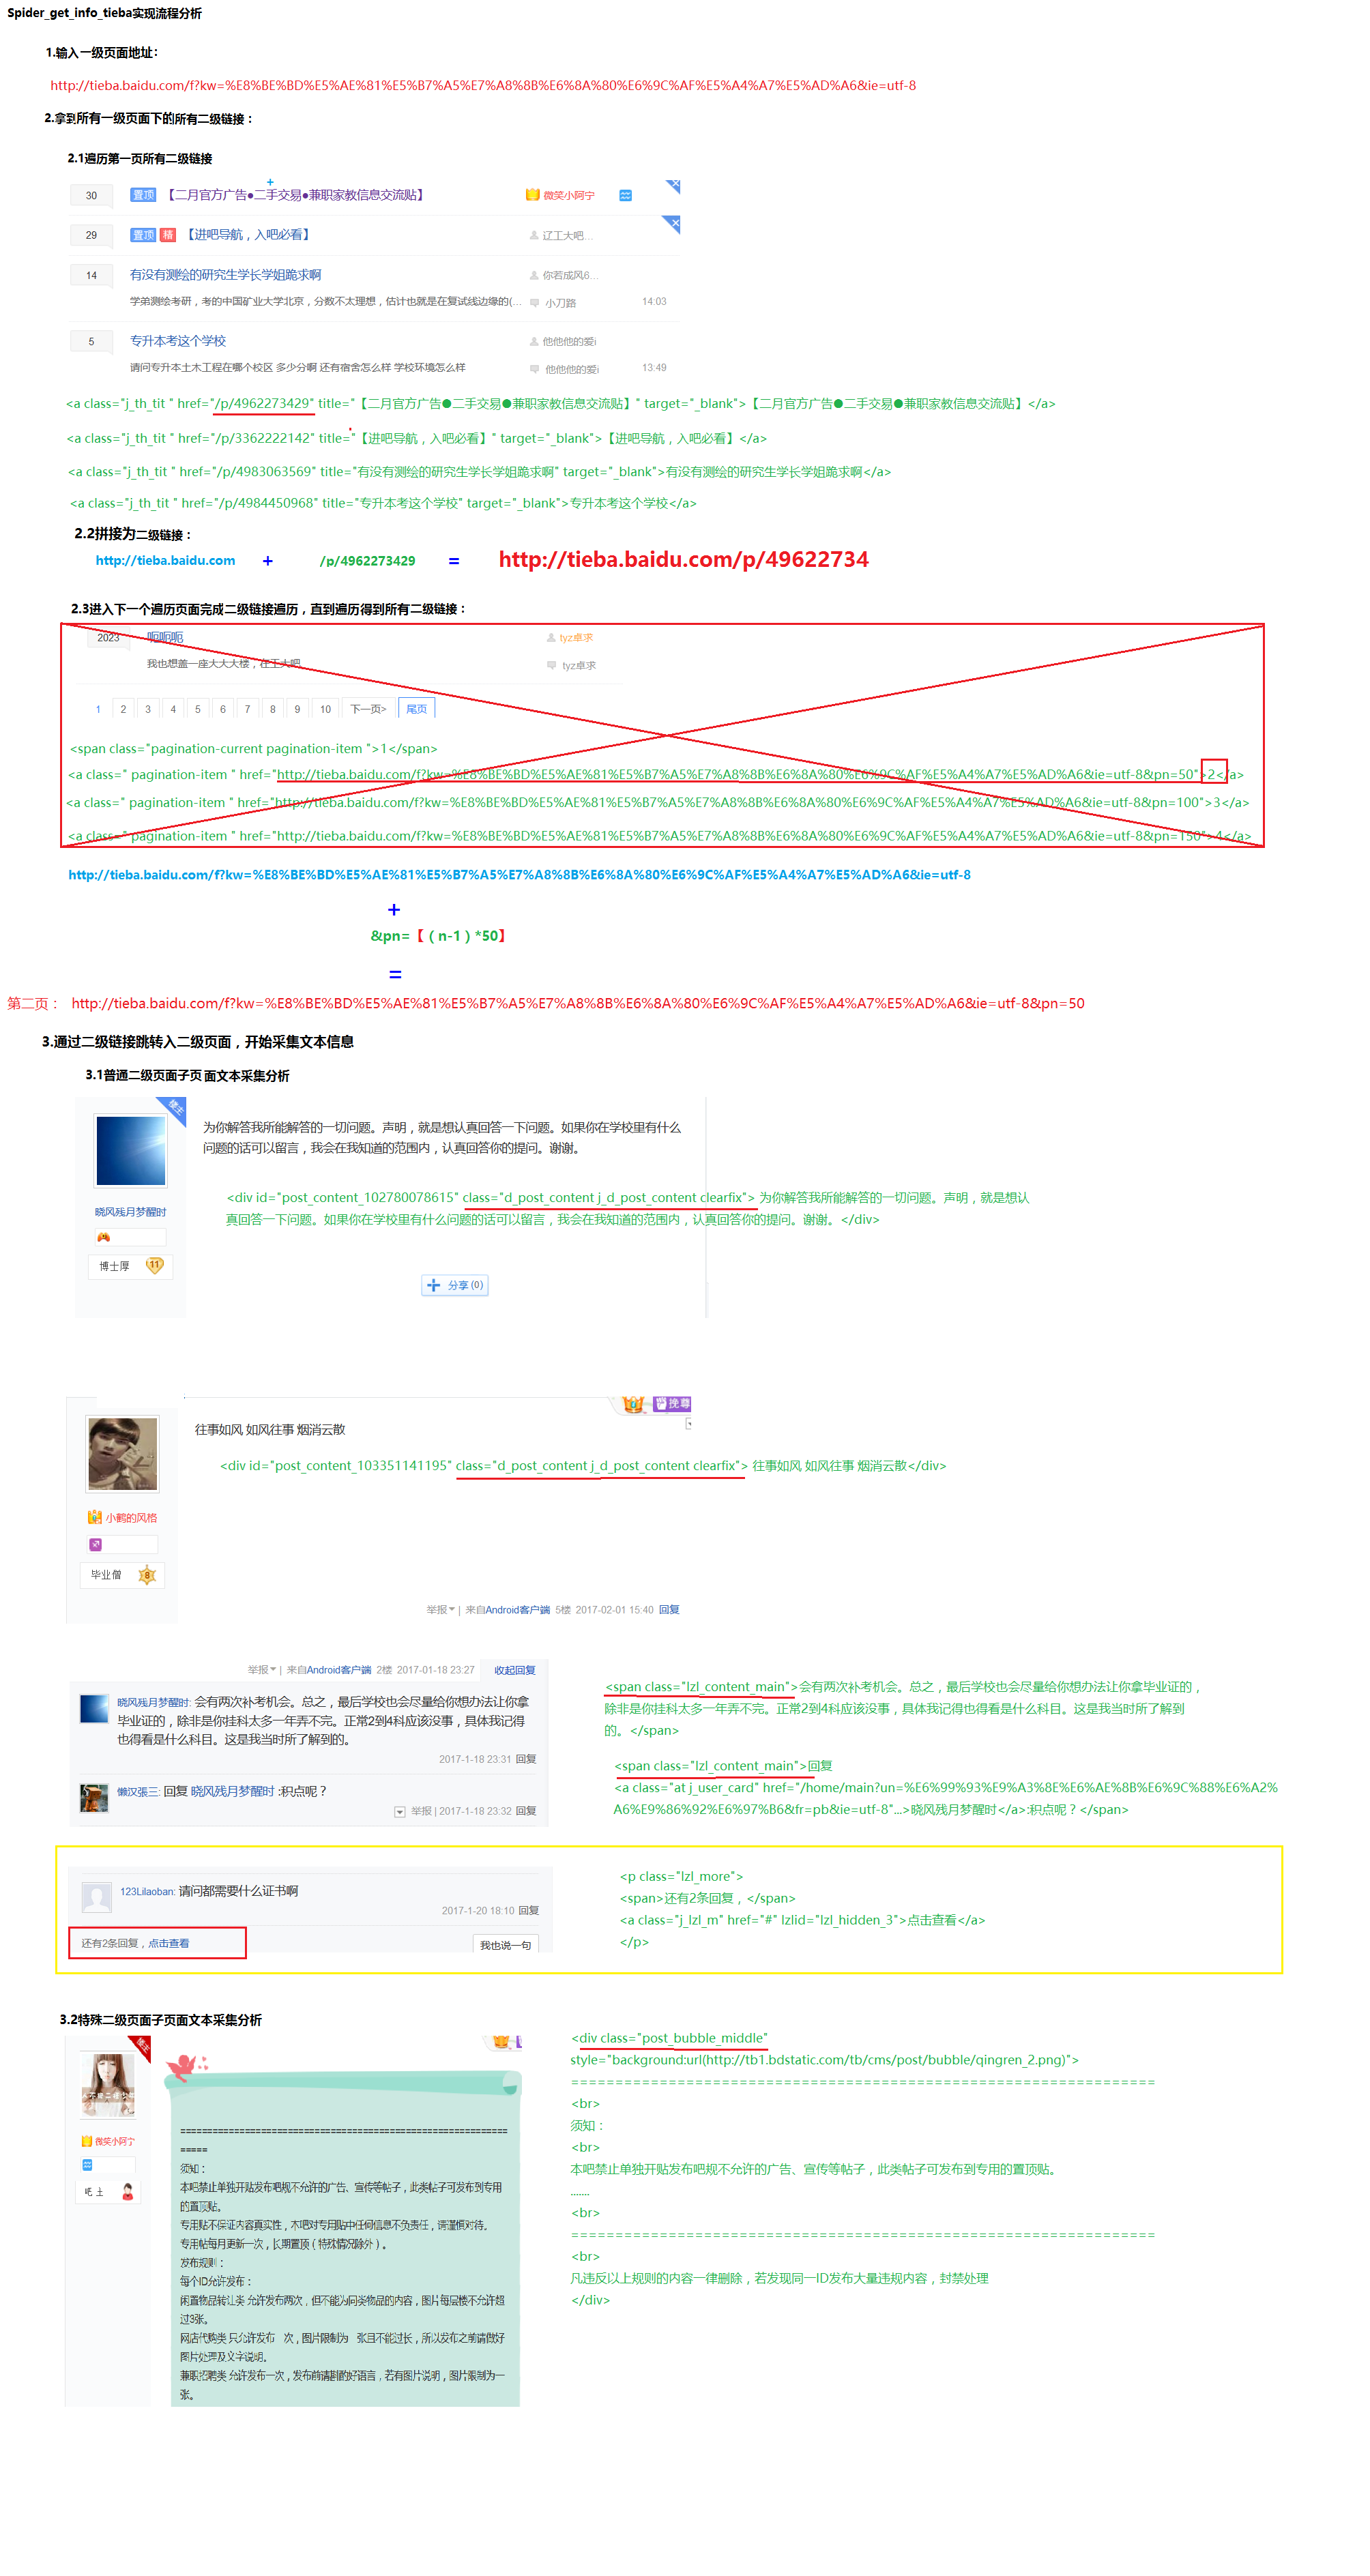 Spider_get_info_tieba实现流程分析
1.输入一级页面地址：
http://tieba.baidu.com/f?kw=%E8%BE%BD%E5%AE%81%E5%B7%A5%E7%A8%8B%E6%8A%80%E6%9C%AF%E5%A4%A7%E5%AD%A6&ie=utf-8
2.拿到所有一级页面下的所有二级链接：
2.1遍历第一页所有二级链接
30 置顶 【二月官方广告●二手交易●兼职家教信息交流贴】 微笑小阿宁
29 置顶 精 【进吧导航，入吧必看】 辽工大吧...
14 有没有测绘的研究生学长学姐跪求啊 你若成风6...
学弟测绘考研，考的中国矿业大学北京，分数不太理想，估计也就是在复试线边缘的(... 小刀路 14:03
5 专升本考这个学校 他他他的爱i
请问专升本土木工程在哪个校区 多少分啊 还有宿舍怎么样 学校环境怎么样 他他他的爱i 13:49
<a class="j_th_tit " href="/p/4962273429" title="【二月官方广告●二手交易●兼职家教信息交流贴】" target="_blank">【二月官方广告●二手交易●兼职家教信息交流贴】</a>
<a class="j_th_tit " href="/p/3362222142" title="【进吧导航，入吧必看】" target="_blank">【进吧导航，入吧必看】</a>
<a class="j_th_tit " href="/p/4983063569" title="有没有测绘的研究生学长学姐跪求啊" target="_blank">有没有测绘的研究生学长学姐跪求啊</a>
<a class="j_th_tit " href="/p/4984450968" title="专升本考这个学校" target="_blank">专升本考这个学校</a>
2.2拼接为二级链接：
http://tieba.baidu.com + /p/4962273429 = http://tieba.baidu.com/p/49622734
2.3进入下一个遍历页面完成二级链接遍历，直到遍历得到所有二级链接：
2023 呃呃呃 tyz卓求
我也想盖一座大大大楼，在工大吧 tyz卓求
1 2 3 4 5 6 7 8 9 10 下一页> 尾页
<span class="pagination-current pagination-item ">1</span>
<a class=" pagination-item " href="http://tieba.baidu.com/f?kw=%E8%BE%BD%E5%AE%81%E5%B7%A5%E7%A8%8B%E6%8A%80%E6%9C%AF%E5%A4%A7%E5%AD%A6&ie=utf-8&pn=50">2</a>
<a class=" pagination-item " href="http://tieba.baidu.com/f?kw=%E8%BE%BD%E5%AE%81%E5%B7%A5%E7%A8%8B%E6%8A%80%E6%9C%AF%E5%A4%A7%E5%AD%A6&ie=utf-8&pn=100">3</a>
<a class=" pagination-item " href="http://tieba.baidu.com/f?kw=%E8%BE%BD%E5%AE%81%E5%B7%A5%E7%A8%8B%E6%8A%80%E6%9C%AF%E5%A4%A7%E5%AD%A6&ie=utf-8&pn=150">4</a>
http://tieba.baidu.com/f?kw=%E8%BE%BD%E5%AE%81%E5%B7%A5%E7%A8%8B%E6%8A%80%E6%9C%AF%E5%A4%A7%E5%AD%A6&ie=utf-8
+
&pn=【（n-1）*50】
=
第二页： http://tieba.baidu.com/f?kw=%E8%BE%BD%E5%AE%81%E5%B7%A5%E7%A8%8B%E6%8A%80%E6%9C%AF%E5%A4%A7%E5%AD%A6&ie=utf-8&pn=50
3.通过二级链接跳转入二级页面，开始采集文本信息
3.1普通二级页面子页面文本采集分析
楼主
为你解答我所能解答的一切问题。声明，就是想认真回答一下问题。如果你在学校里有什么
问题的话可以留言，我会在我知道的范围内，认真回答你的提问。谢谢。
<div id="post_content_102780078615" class="d_post_content j_d_post_content clearfix"> 为你解答我所能解答的一切问题。声明，就是想认
真回答一下问题。如果你在学校里有什么问题的话可以留言，我会在我知道的范围内，认真回答你的提问。谢谢。</div>
晓风残月梦醒时
博士厚 11
分享(0)
挽尊
往事如风 如风往事 烟消云散
<div id="post_content_103351141195" class="d_post_content j_d_post_content clearfix"> 往事如风 如风往事 烟消云散</div>
小鹤的风格
毕业僧 8
举报 | 来自Android客户端 5楼 2017-02-01 15:40 回复
举报 | 来自Android客户端 2楼 2017-01-18 23:27 收起回复
晓风残月梦醒时: 会有两次补考机会。总之，最后学校也会尽量给你想办法让你拿
毕业证的，除非是你挂科太多一年弄不完。正常2到4科应该没事，具体我记得
也得看是什么科目。这是我当时所了解到的。
2017-1-18 23:31 回复
懒汉張三: 回复 晓风残月梦醒时 :积点呢？
举报 | 2017-1-18 23:32 回复
<span class="lzl_content_main">会有两次补考机会。总之，最后学校也会尽量给你想办法让你拿毕业证的，
除非是你挂科太多一年弄不完。正常2到4科应该没事，具体我记得也得看是什么科目。这是我当时所了解到
的。</span>
<span class="lzl_content_main">回复
<a class="at j_user_card" href="/home/main?un=%E6%99%93%E9%A3%8E%E6%AE%8B%E6%9C%88%E6%A2%
A6%E9%86%92%E6%97%B6&fr=pb&ie=utf-8"...>晓风残月梦醒时</a>:积点呢？</span>
123Lilaoban: 请问都需要什么证书啊
2017-1-20 18:10 回复
还有2条回复，点击查看
我也说一句
<p class="lzl_more">
<span>还有2条回复，</span>
<a class="j_lzl_m" href="#" lzlid="lzl_hidden_3">点击查看</a>
</p>
3.2特殊二级页面子页面文本采集分析
楼主
微笑小阿宁
吧主
==============================================================
=====
须知：
本吧禁止单独开贴发布吧规不允许的广告、宣传等帖子，此类帖子可发布到专用
的置顶贴。
专用贴不保证内容真实性，本吧对专用贴中任何信息不负责任，请谨慎对待。
专用帖每月更新一次，长期置顶（特殊情况除外）。
发布规则：
每个ID允许发布：
闲置物品转让类 允许发布两次，但不能为同类物品的内容，图片每层楼不允许超
过3张。
网店代购类 只允许发布一次，图片限制为一张且不能过长，所以发布之前请做好
图片处理及文字说明。
兼职招聘类 允许发布一次，发布前请组织好语言，若有图片说明，图片限制为一
张。
<div class="post_bubble_middle"
style="background:url(http://tb1.bdstatic.com/tb/cms/post/bubble/qingren_2.png)">
===================================================================
<br>
须知：
<br>
本吧禁止单独开贴发布吧规不允许的广告、宣传等帖子，此类帖子可发布到专用的置顶贴。
.......
<br>
===================================================================
<br>
凡违反以上规则的内容一律删除，若发现同一ID发布大量违规内容，封禁处理
</div>